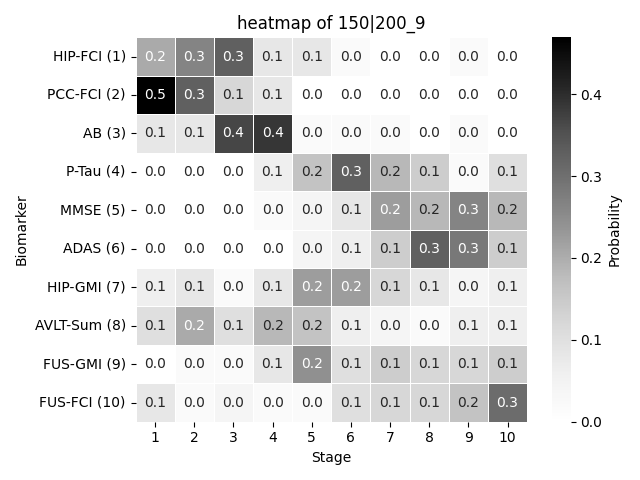 heatmap of 150|200_9
HIP-FCI (1) 0.2 0.3 0.3 0.1 0.1 0.0 0.0 0.0 0.0 0.0
PCC-FCI (2) 0.5 0.3 0.1 0.1 0.0 0.0 0.0 0.0 0.0 0.0
AB (3) 0.1 0.1 0.4 0.4 0.0 0.0 0.0 0.0 0.0 0.0
P-Tau (4) 0.0 0.0 0.0 0.1 0.2 0.3 0.2 0.1 0.0 0.1
MMSE (5) 0.0 0.0 0.0 0.0 0.0 0.1 0.2 0.2 0.3 0.2
ADAS (6) 0.0 0.0 0.0 0.0 0.0 0.1 0.1 0.3 0.3 0.1
HIP-GMI (7) 0.1 0.1 0.0 0.1 0.2 0.2 0.1 0.1 0.0 0.1
AVLT-Sum (8) 0.1 0.2 0.1 0.2 0.2 0.1 0.0 0.0 0.1 0.1
FUS-GMI (9) 0.0 0.0 0.0 0.1 0.2 0.1 0.1 0.1 0.1 0.1
FUS-FCI (10) 0.1 0.0 0.0 0.0 0.0 0.1 0.1 0.1 0.2 0.3
1 2 3 4 5 6 7 8 9 10
Stage
Biomarker
0.4
0.3
0.2
0.1
0.0
Probability